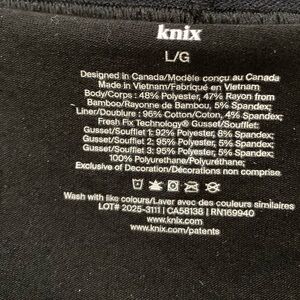 knix
L/G
Designed in Canada/Modèle conçu au Canada
Made in Vietnam/Fabriqué en Vietnam
Body/Corps: 48% Polyester, 47% Rayon from
Bamboo/Rayonne de Bambou, 5% Spandex;
Liner/Doublure: 96% Cotton/Coton, 4% Spandex;
Fresh Fix Technology® Gusset/Soufflet:
Gusset/Soufflet 1: 92% Polyester, 8% Spandex;
Gusset/Soufflet 2: 95% Polyester, 5% Spandex;
Gusset/Soufflet 3: 95% Polyester, 5% Spandex;
100% Polyurethane/Polyuréthane;
Exclusive of Decoration/Décorations non comprise
Wash with like colours/Laver avec des couleurs similaires
LOT# 2025-3111 | CA58138 | RN169940
www.knix.com
www.knix.com/patents